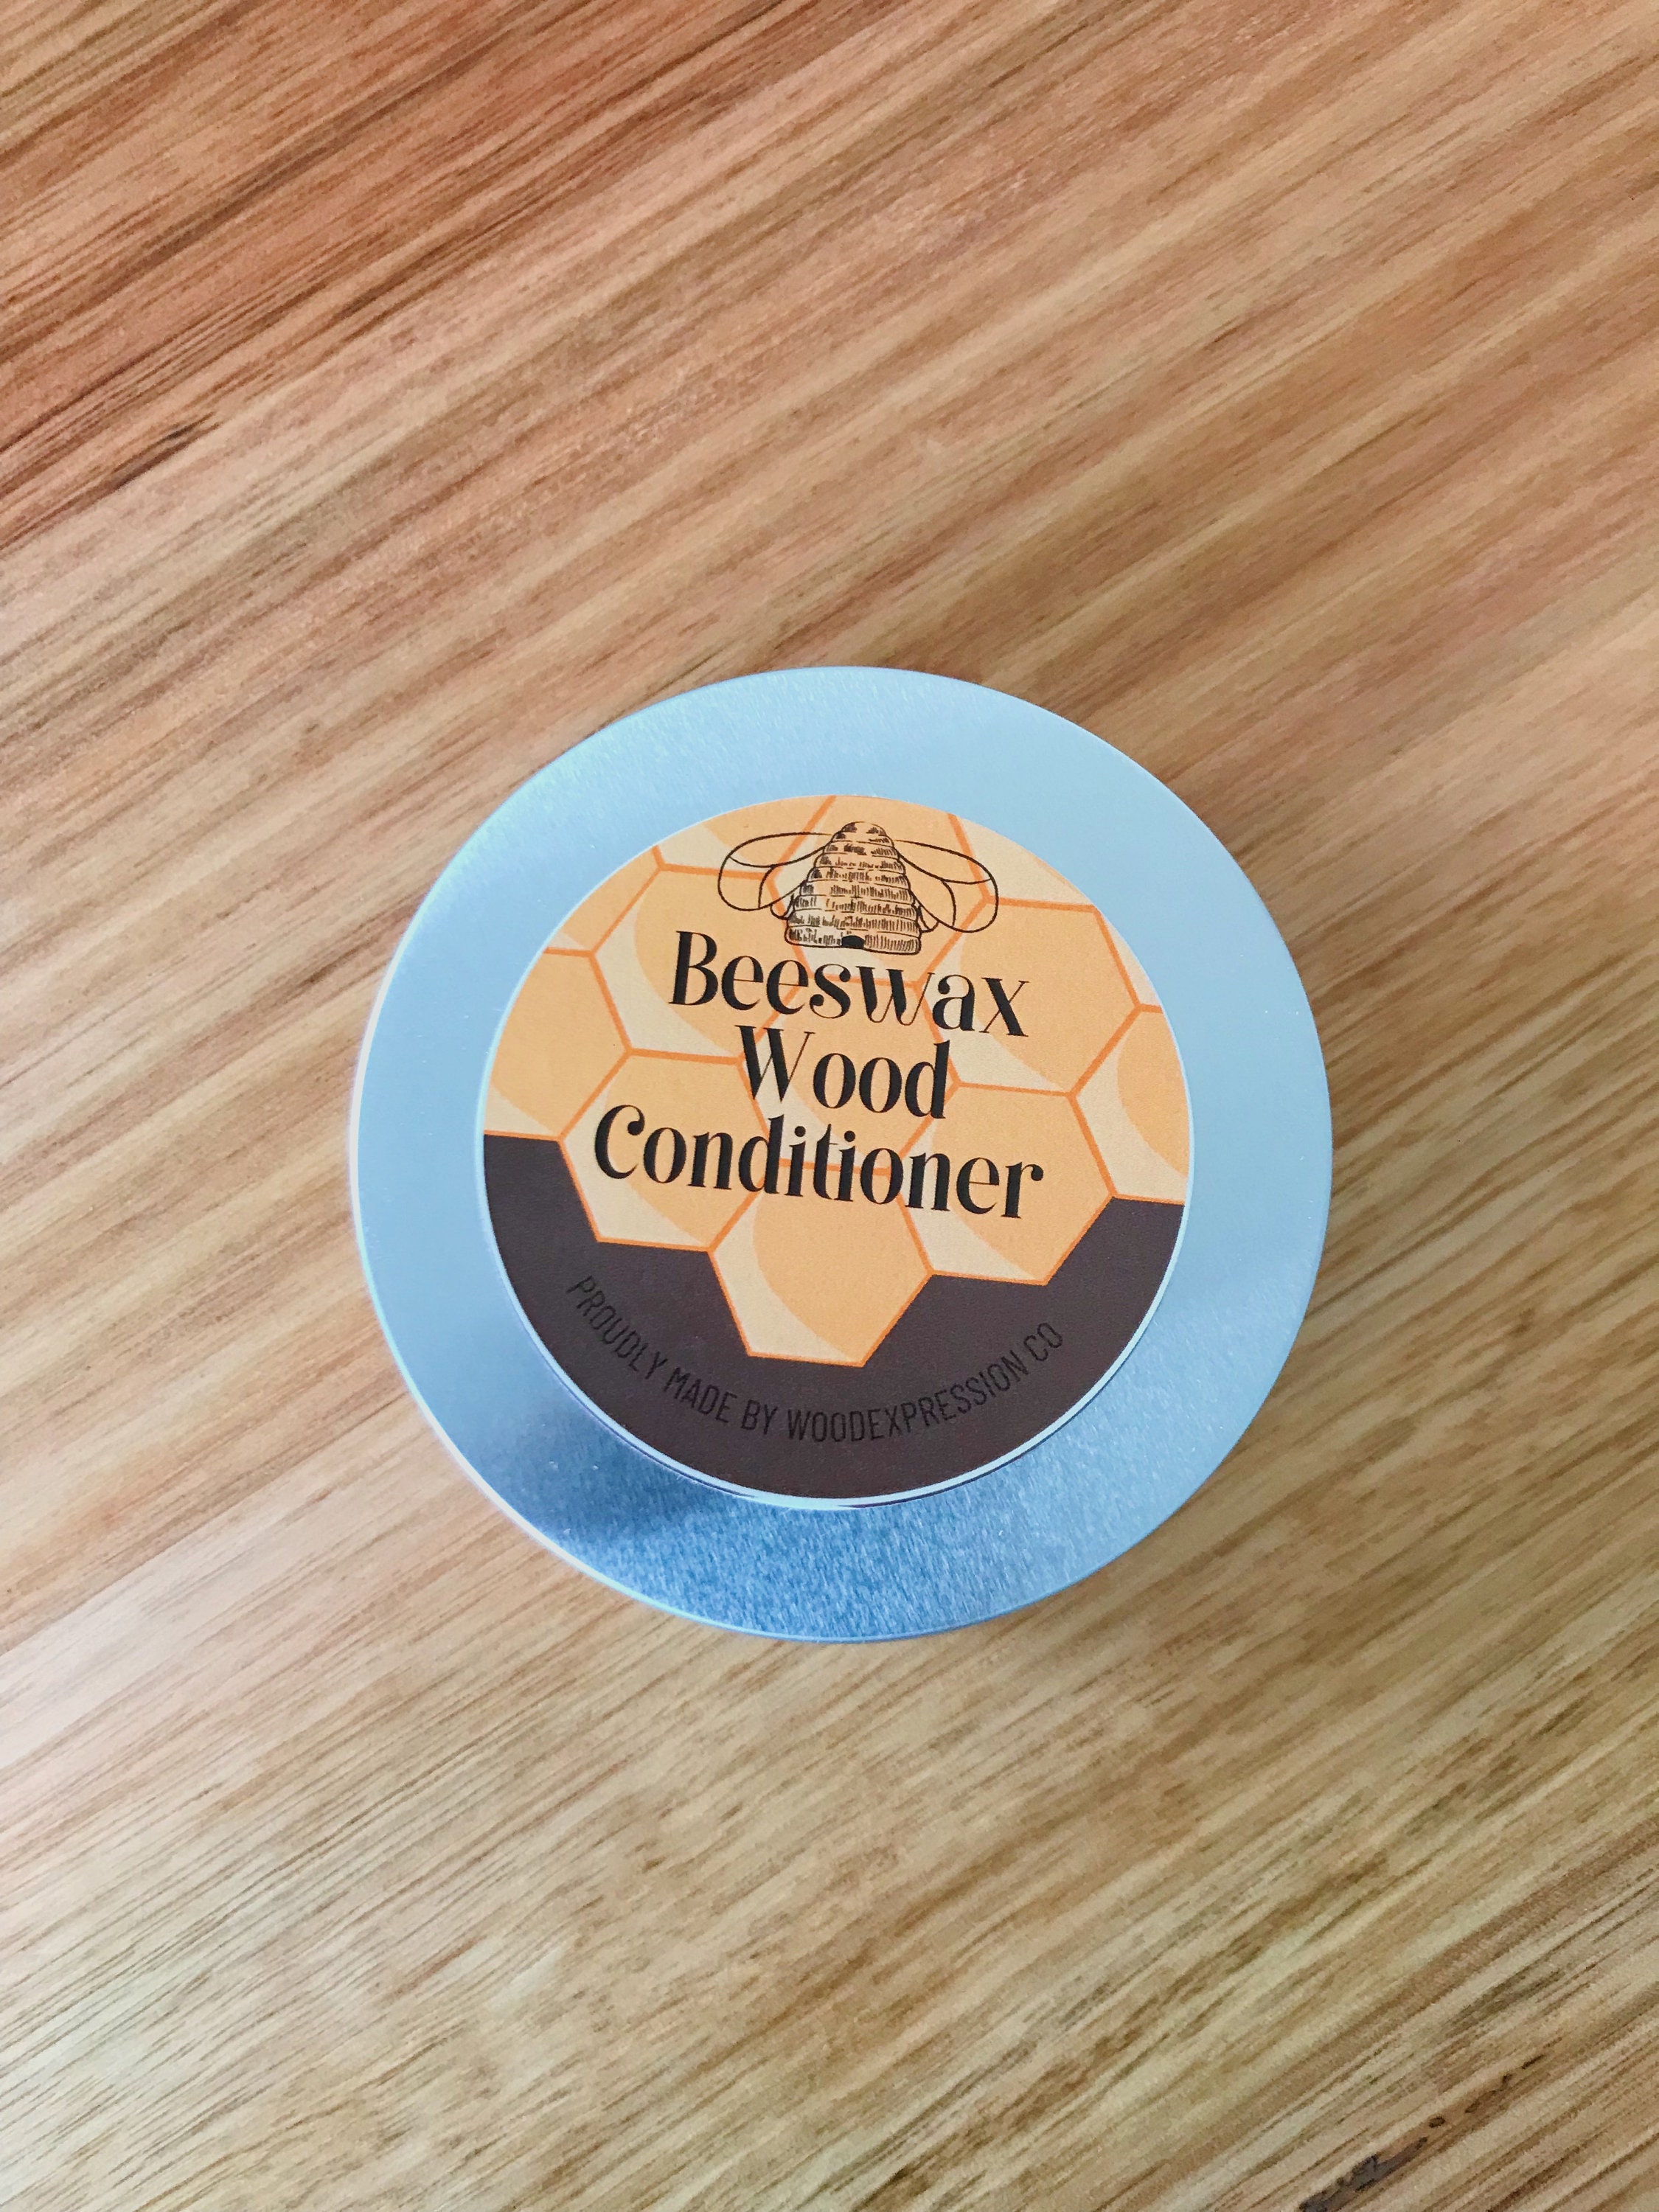 Beeswax
Wood
Conditioner
PROUDLY MADE BY WOODEXPRESSION CO